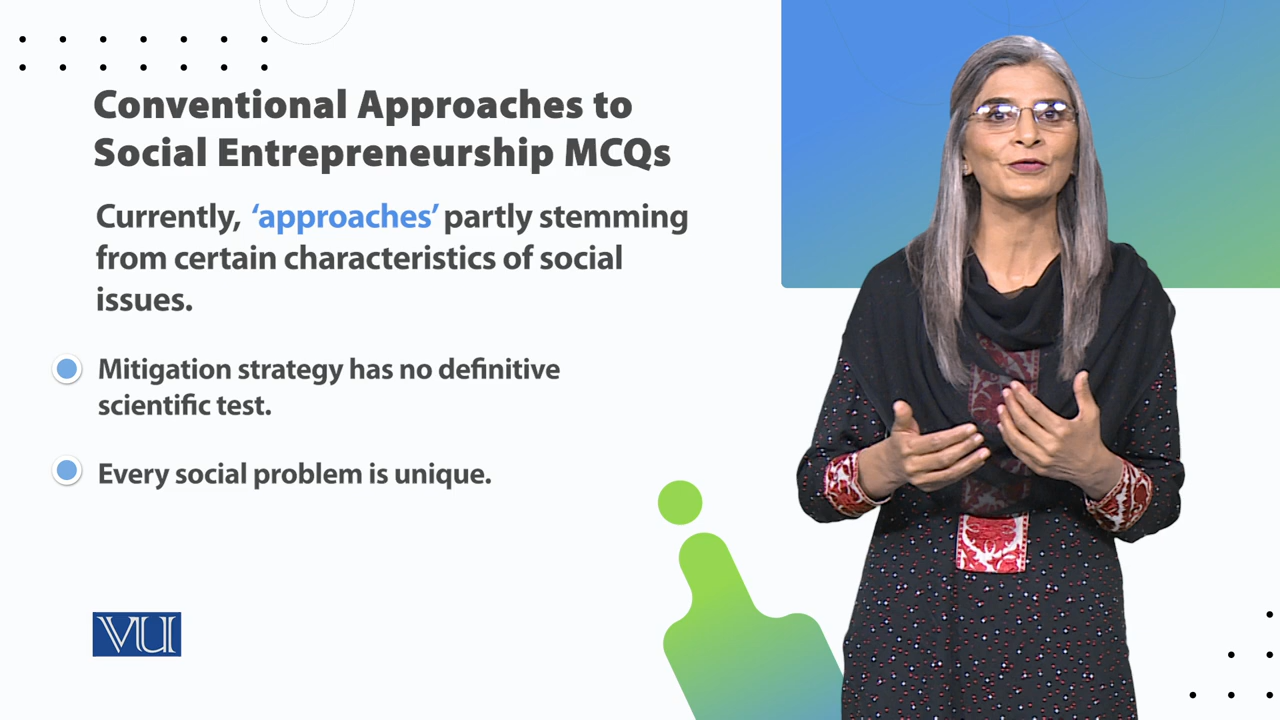 Conventional Approaches to
Social Entrepreneurship MCQs
Currently, ‘approaches’ partly stemming
from certain characteristics of social
issues.
Mitigation strategy has no definitive
scientific test.
Every social problem is unique.
VU